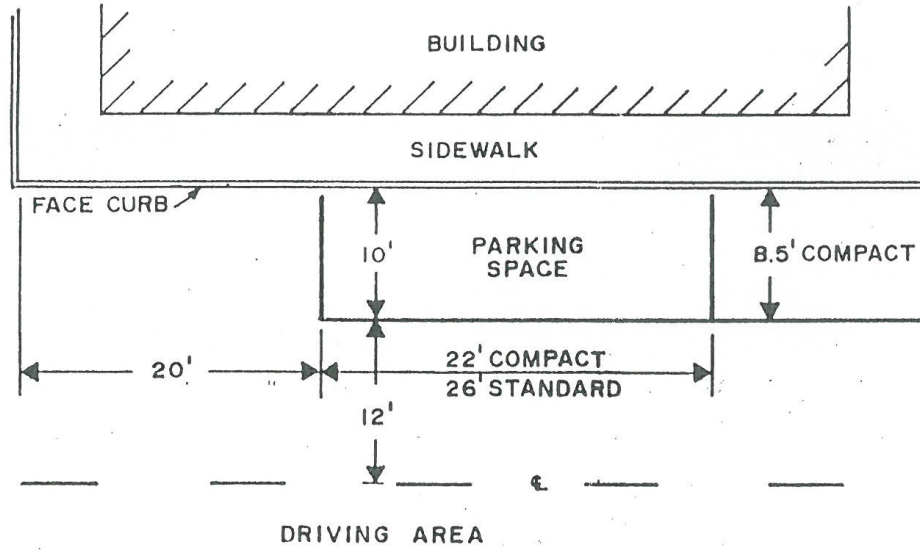 BUILDING
SIDEWALK
FACE CURB
10'
PARKING
SPACE
8.5' COMPACT
20'
22' COMPACT
26' STANDARD
12'
℄
DRIVING AREA